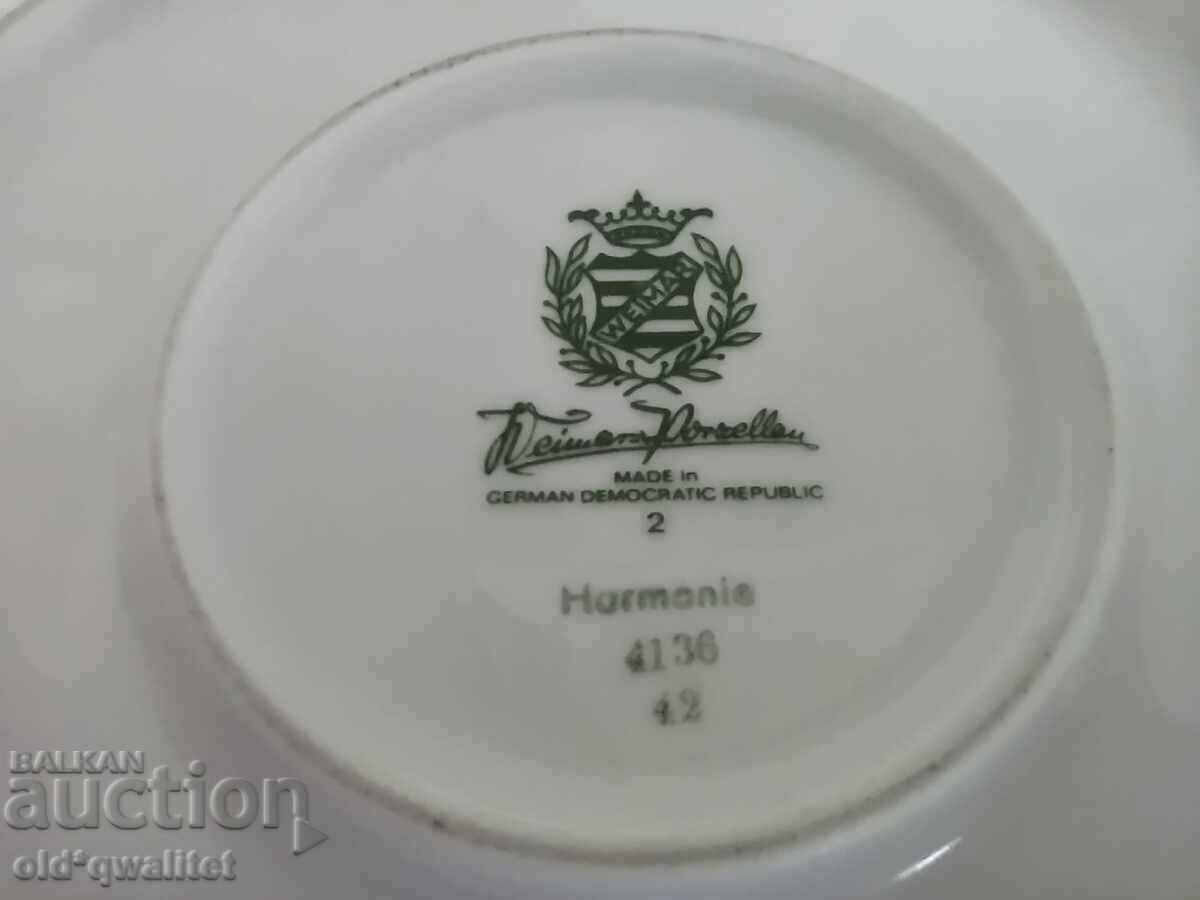 WEIMAR
Weimar Porzellan
MADE in
GERMAN DEMOCRATIC REPUBLIC
2
Harmonie
4136
42
BALKAN
auction
old*qwalitet